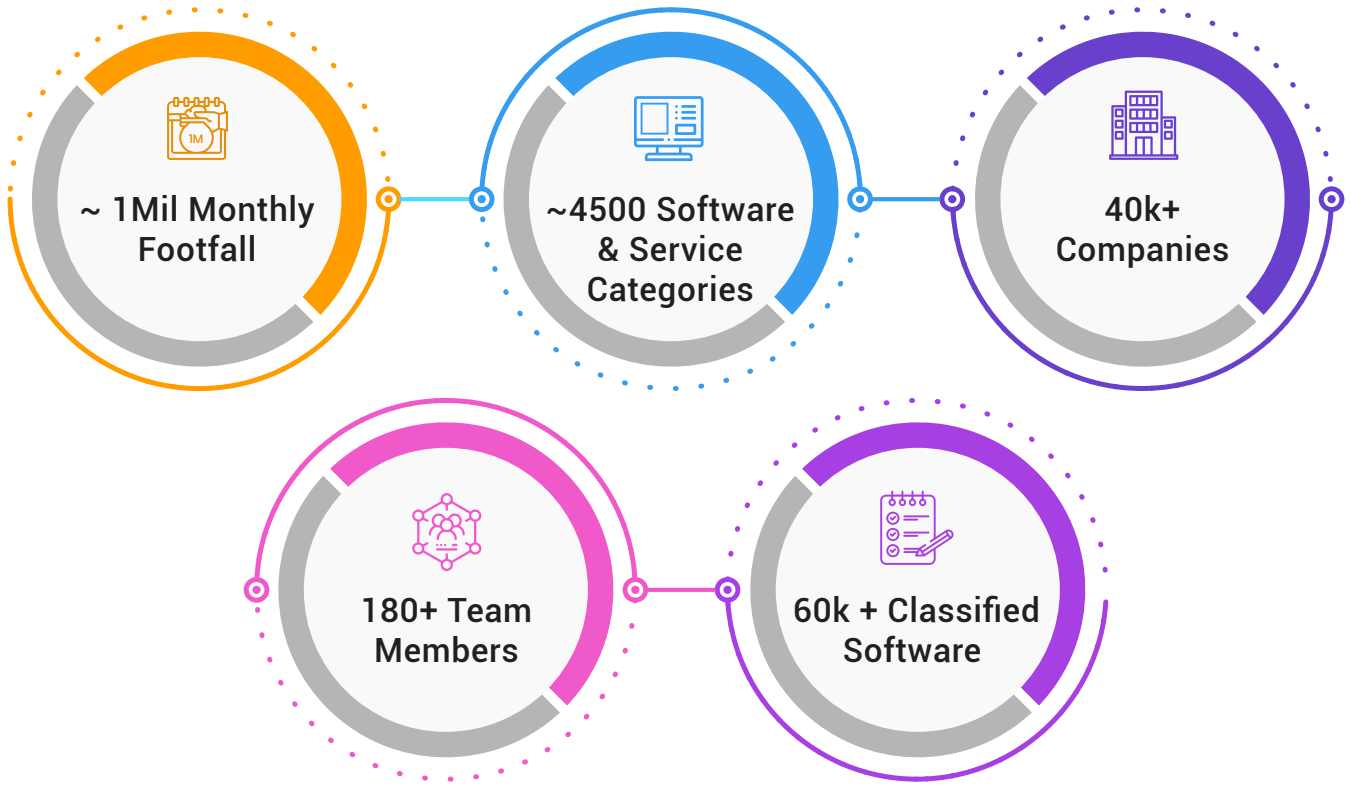 1M
~ 1Mil Monthly
Footfall
~4500 Software
& Service
Categories
40k+
Companies
180+ Team
Members
60k + Classified
Software